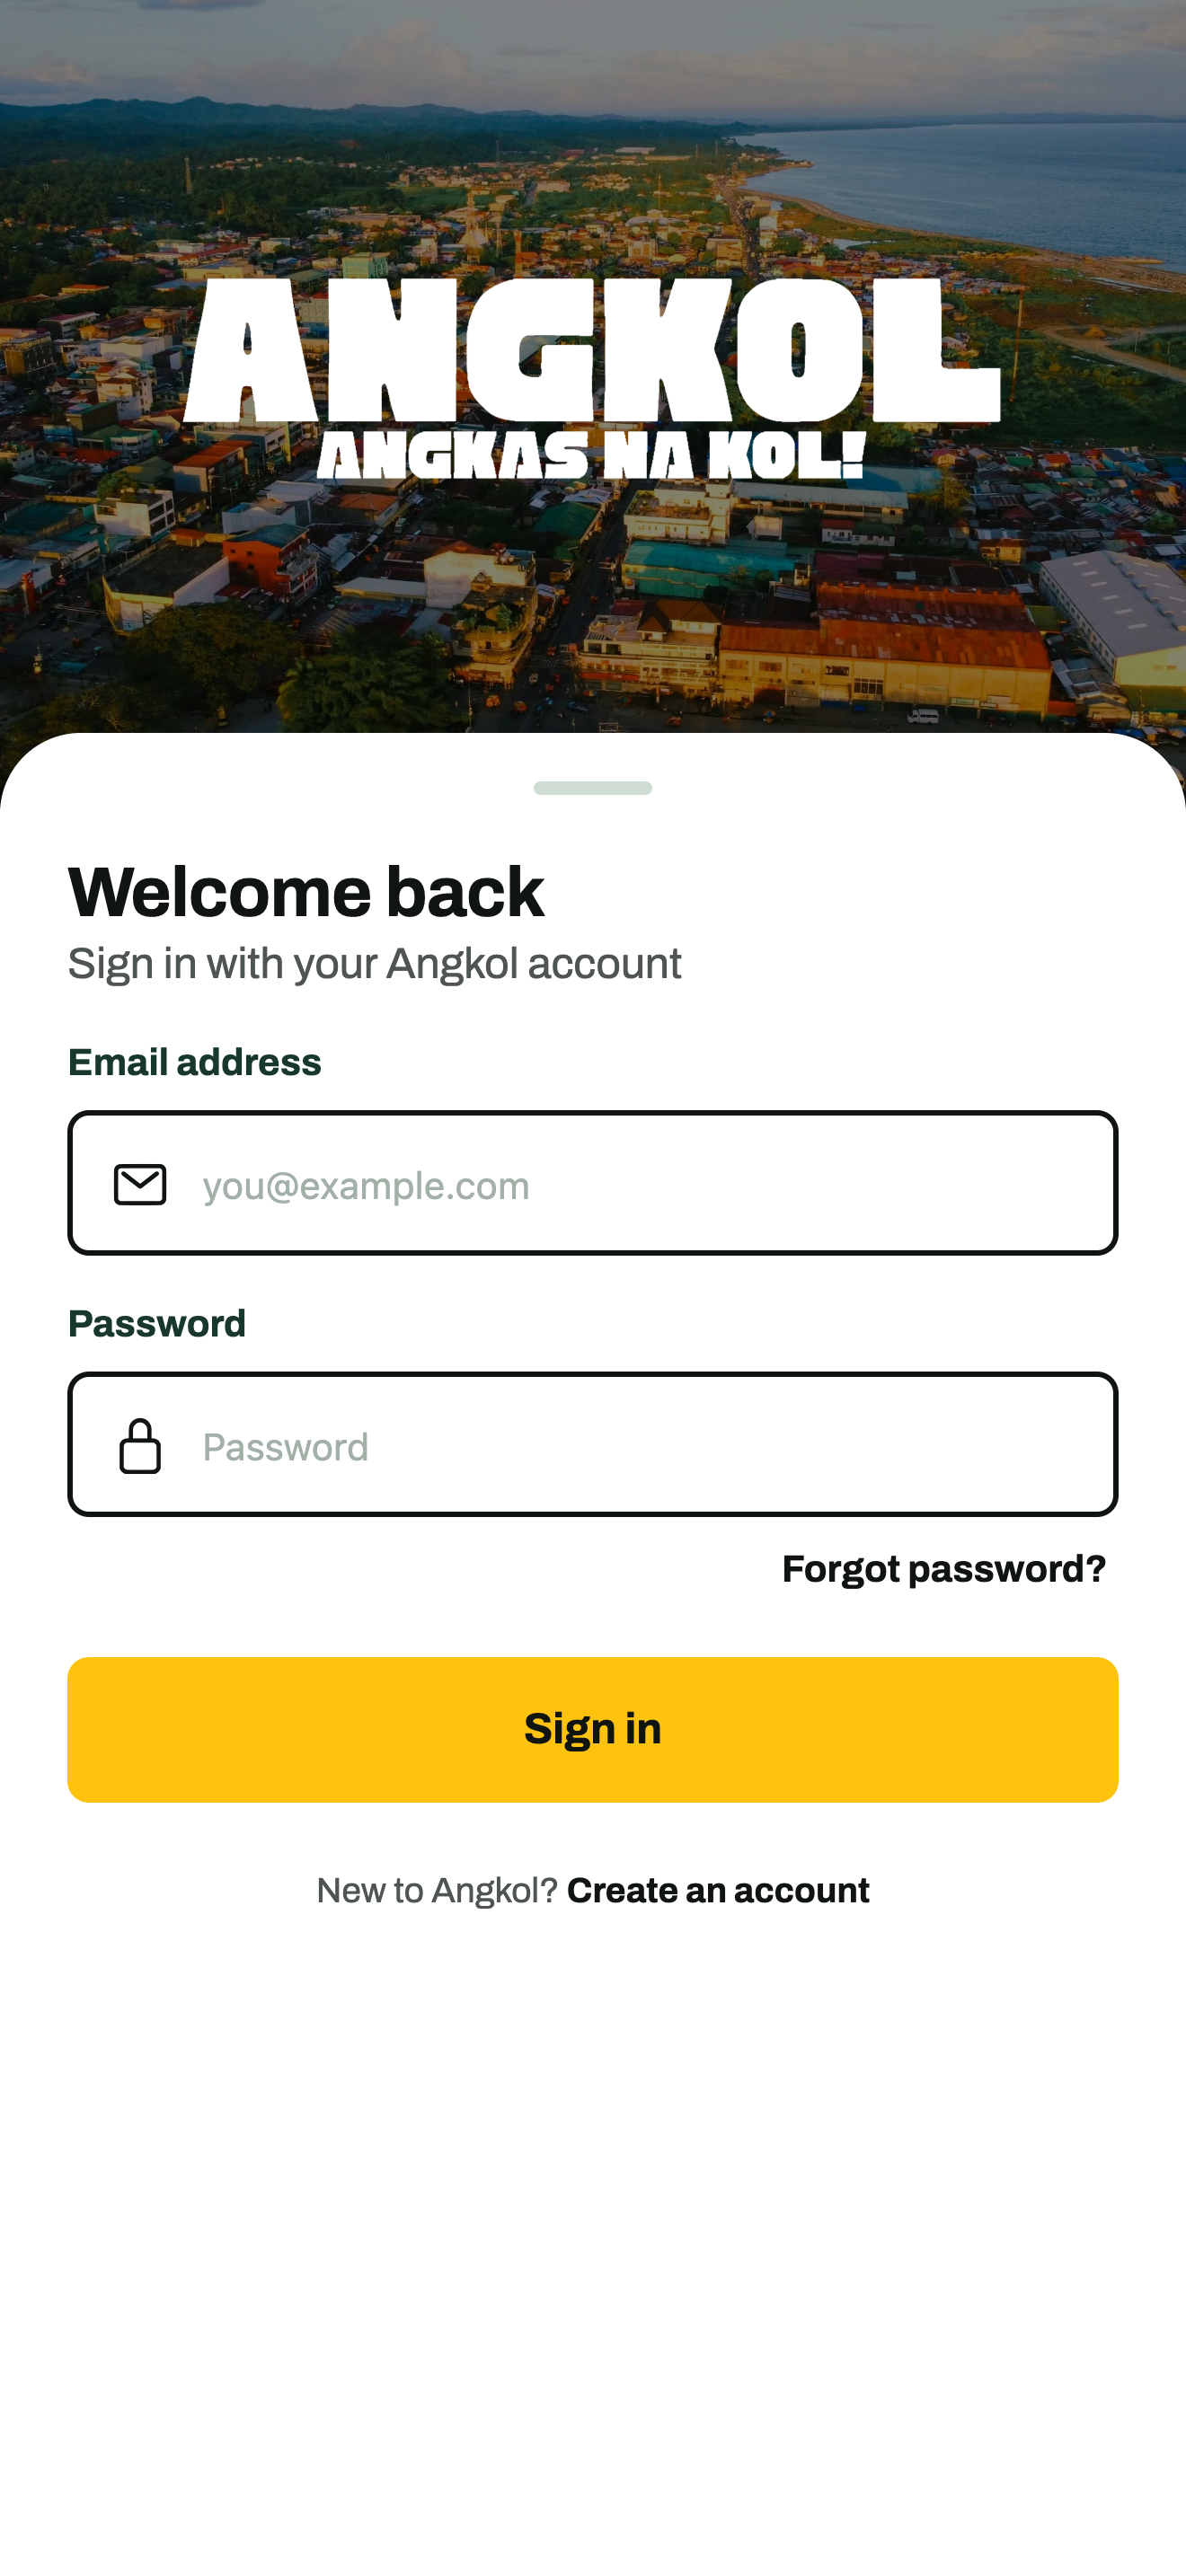 ANGKOL
ANGKAS NA KOL!
Welcome back
Sign in with your Angkol account
Email address
you@example.com
Password
Password
Forgot password?
Sign in
New to Angkol? Create an account